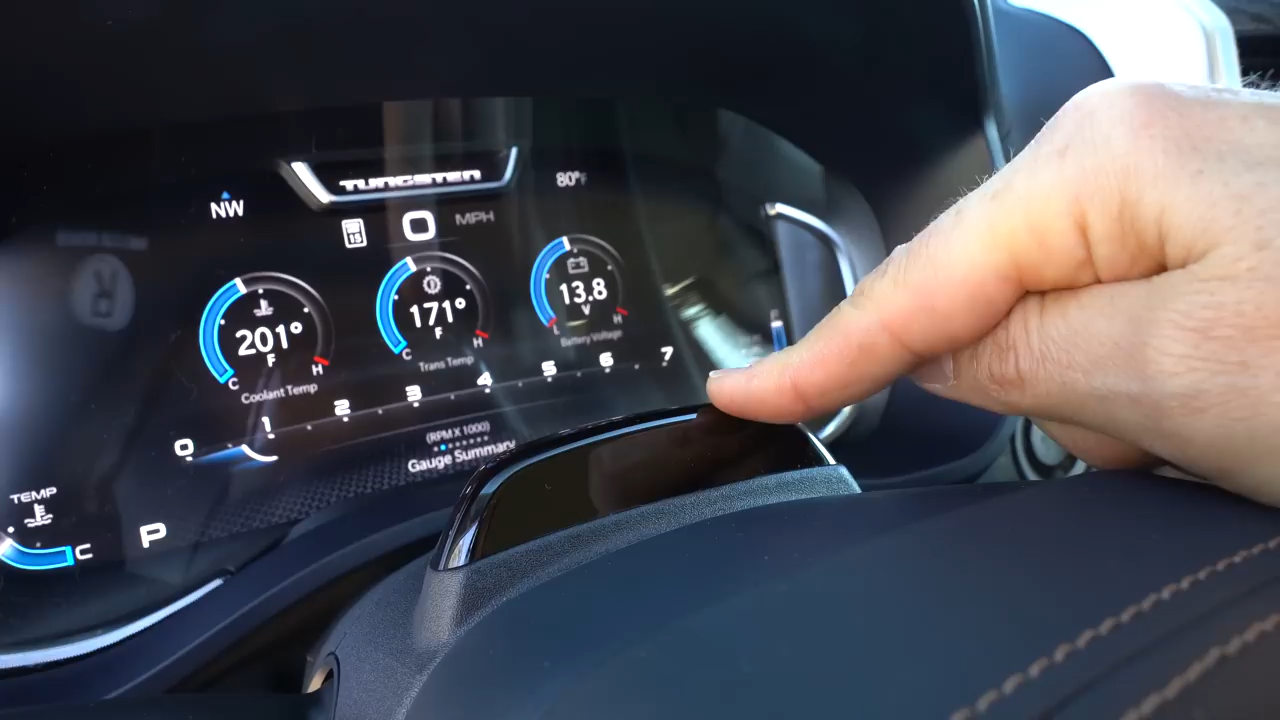 TUNGSTEN
80°F
NW
15
0 MPH
201°
F
C H
Coolant Temp
171°
F
C H
Trans Temp
13.8
V
L H
Battery Voltage
0 1 2 3 4 5 6 7
(RPM X 1000)
Gauge Summary
TEMP
C
P
F